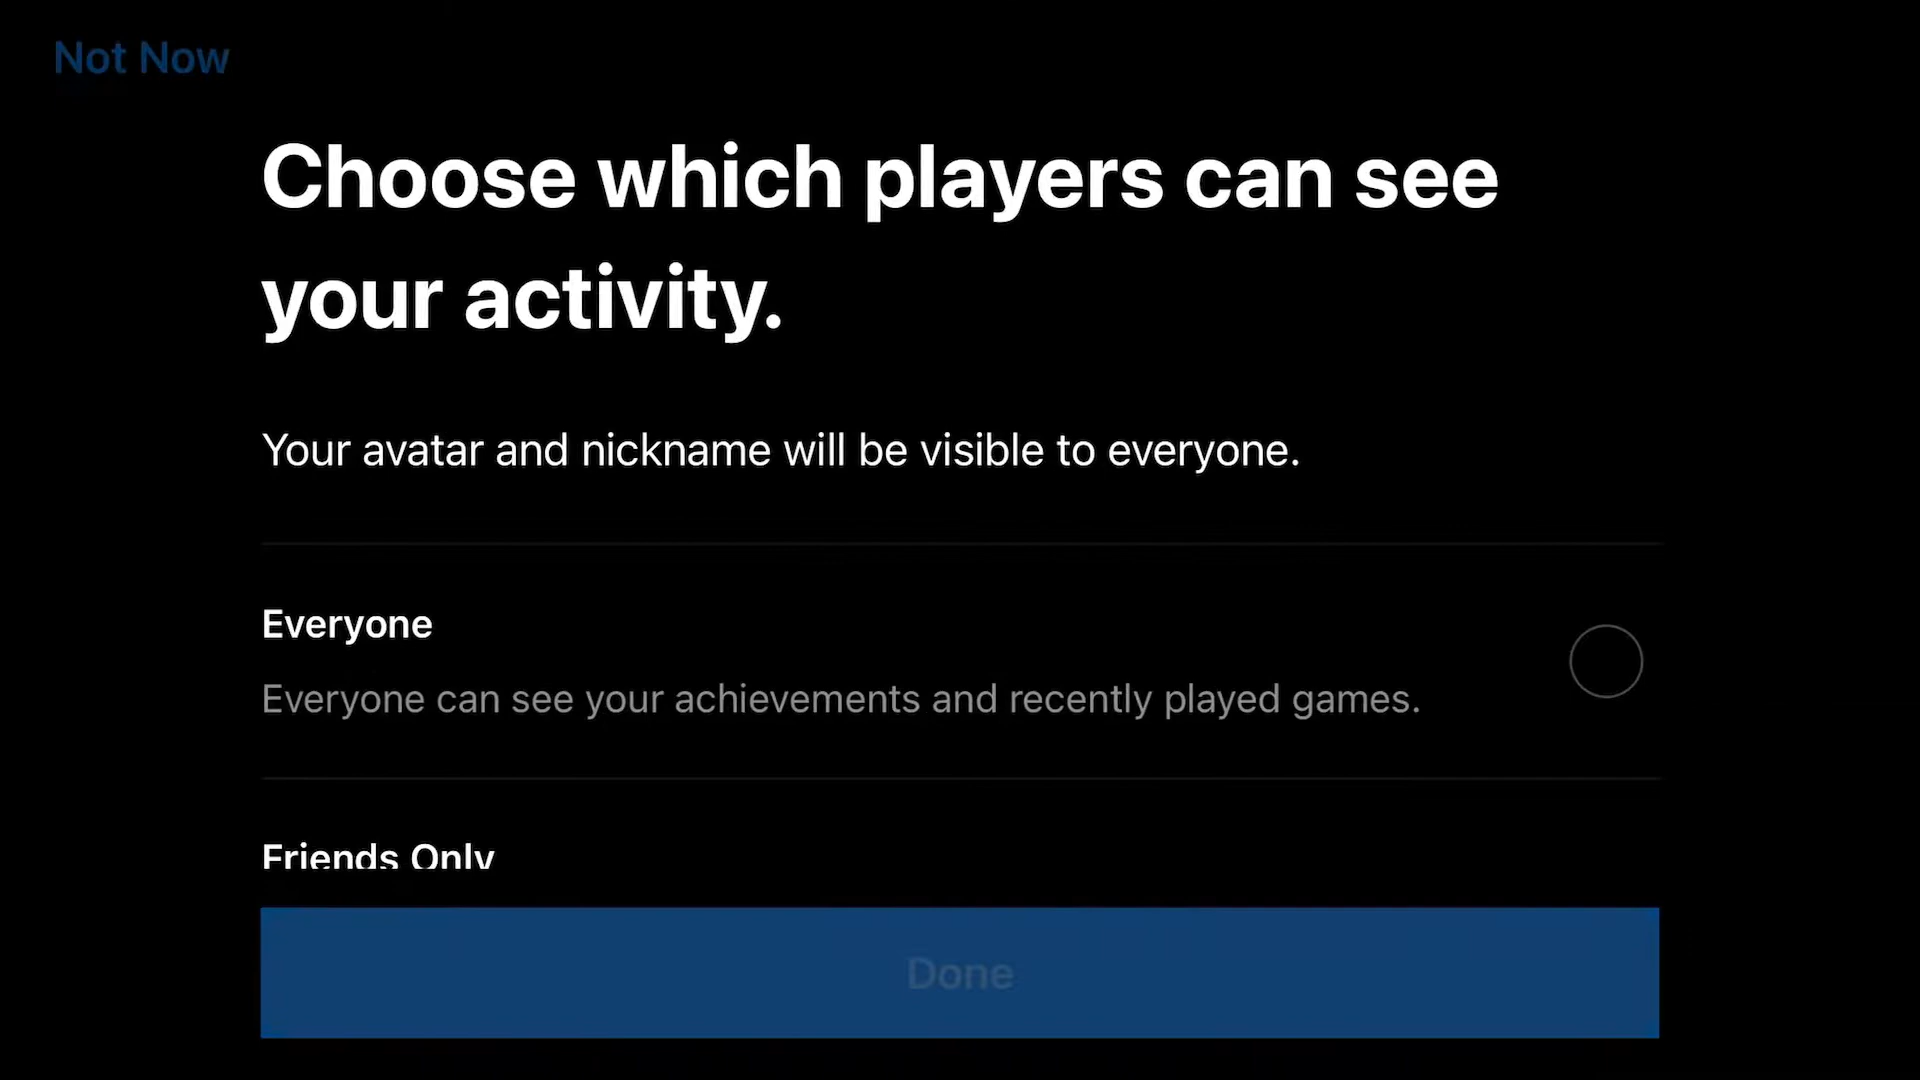 Not Now
Choose which players can see
your activity.
Your avatar and nickname will be visible to everyone.
Everyone
Everyone can see your achievements and recently played games.
Friends Only
Done